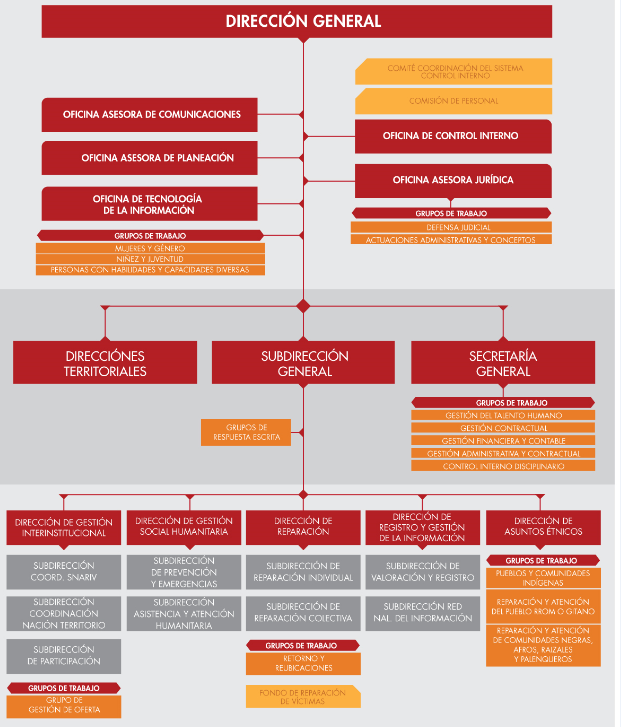 DIRECCIÓN GENERAL
COMITÉ COORDINACIÓN DEL SISTEMA
CONTROL INTERNO
COMISIÓN DE PERSONAL
OFICINA ASESORA DE COMUNICACIONES
OFICINA DE CONTROL INTERNO
OFICINA ASESORA DE PLANEACIÓN
OFICINA ASESORA JURÍDICA
OFICINA DE TECNOLOGÍA
DE LA INFORMACIÓN
GRUPOS DE TRABAJO
DEFENSA JUDICIAL
ACTUACIONES ADMINISTRATIVAS Y CONCEPTOS
GRUPOS DE TRABAJO
MUJERES Y GÉNERO
NIÑEZ Y JUVENTUD
PERSONAS CON HABILIDADES Y CAPACIDADES DIVERSAS
DIRECCIÓNES
TERRITORIALES
SUBDIRECCIÓN
GENERAL
SECRETARÍA
GENERAL
GRUPOS DE TRABAJO
GESTIÓN DEL TALENTO HUMANO
GESTIÓN CONTRACTUAL
GESTIÓN FINANCIERA Y CONTABLE
GESTIÓN ADMINISTRATIVA Y CONTRACTUAL
CONTROL INTERNO DISCIPLINARIO
GRUPOS DE
RESPUESTA ESCRITA
DIRECCIÓN DE GESTIÓN
INTERINSTITUCIONAL
SUBDIRECCIÓN
COORD. SNARIV
SUBDIRECCIÓN
COORDINACIÓN
NACIÓN TERRITORIO
SUBDIRECCIÓN
DE PARTICIPACIÓN
GRUPOS DE TRABAJO
GRUPO DE
GESTIÓN DE OFERTA
DIRECCIÓN DE GESTIÓN
SOCIAL HUMANITARIA
SUBDIRECCIÓN
DE PREVENCIÓN
Y EMERGENCIAS
SUBDIRECCIÓN
ASISTENCIA Y ATENCIÓN
HUMANITARIA
DIRECCIÓN DE
REPARACIÓN
SUBDIRECCIÓN DE
REPARACIÓN INDIVIDUAL
SUBDIRECCIÓN DE
REPARACIÓN COLECTIVA
GRUPOS DE TRABAJO
RETORNO Y
REUBICACIONES
FONDO DE REPARACIÓN
DE VÍCTIMAS
DIRECCIÓN DE
REGISTRO Y GESTIÓN
DE LA INFORMACIÓN
SUBDIRECCIÓN DE
VALORACIÓN Y REGISTRO
SUBDIRECCIÓN RED
NAL. DEL INFORMACIÓN
DIRECCIÓN DE
ASUNTOS ÉTNICOS
GRUPOS DE TRABAJO
PUEBLOS Y COMUNIDADES
INDÍGENAS
REPARACIÓN Y ATENCIÓN
DEL PUEBLO RROM O GITANO
REPARACIÓN Y ATENCIÓN
DE COMUNIDADES NEGRAS,
AFROS, RAIZALES
Y PALENQUEROS